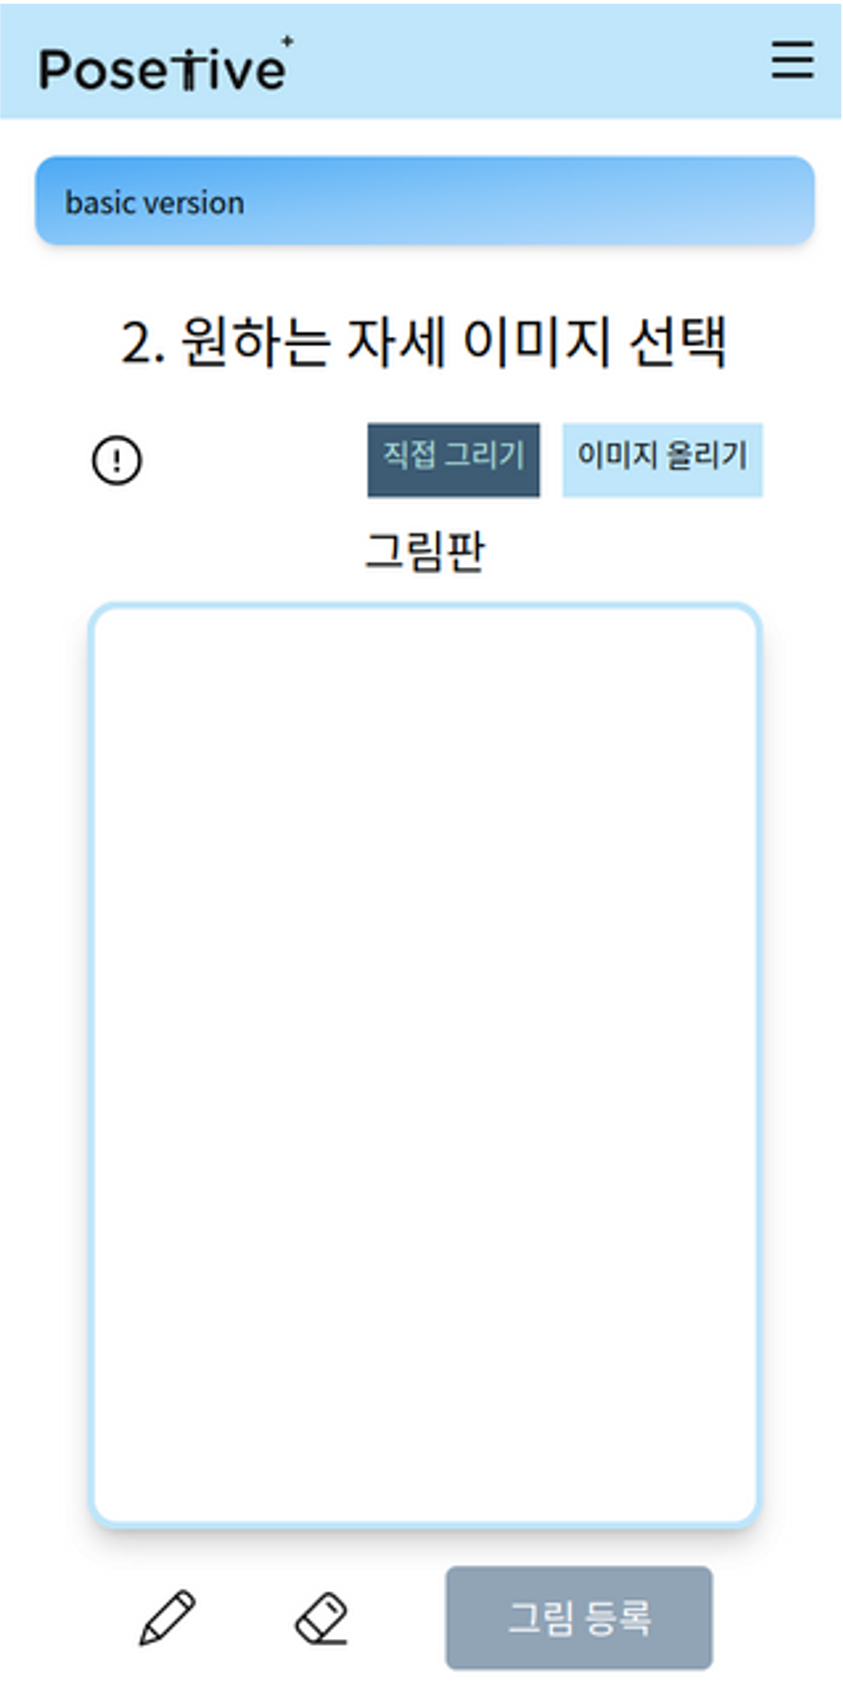 Posetive+
basic version
2. 원하는 자세 이미지 선택
직접 그리기 이미지 올리기
그림판
그림 등록